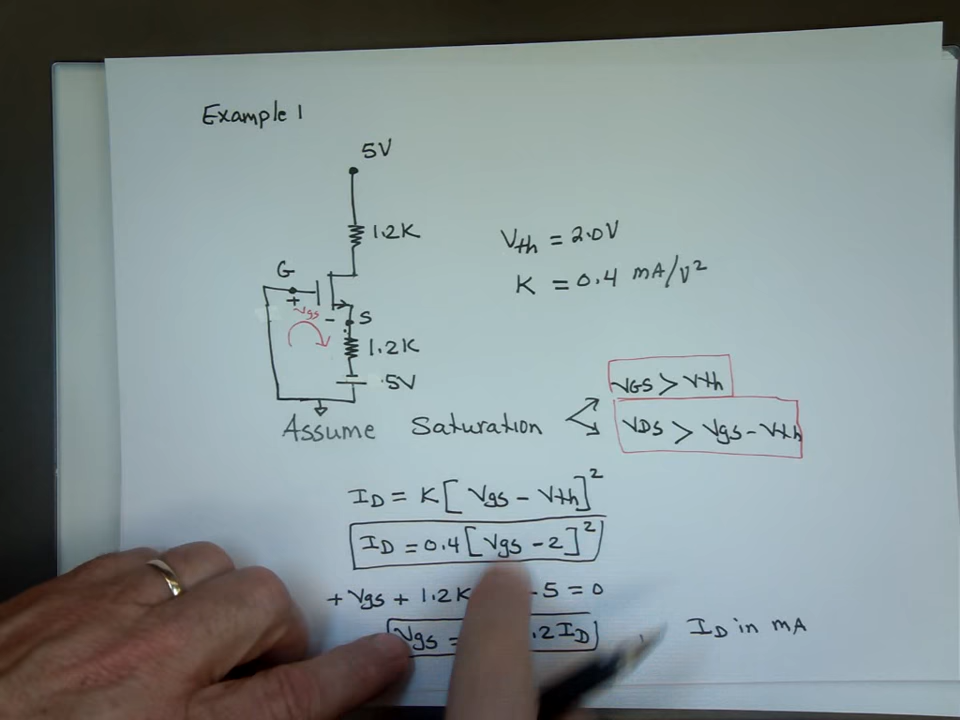 Example 1
5V
1.2K
G
+
Vgs
-
S
1.2K
5V
Vth = 2.0V
K = 0.4 mA/V²
Assume Saturation
VGS > Vth
VDS > Vgs - Vth
ID = K[Vgs - Vth]²
ID = 0.4[Vgs - 2]²
+ Vgs + 1.2K - 5 = 0
Vgs = .2ID
ID in mA